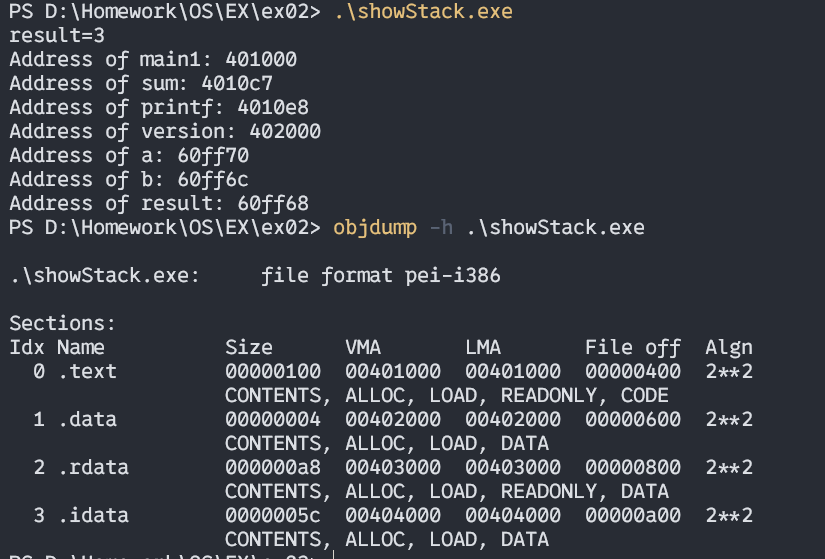 PS D:\Homework\OS\EX\ex02> .\showStack.exe
result=3
Address of main1: 401000
Address of sum: 4010c7
Address of printf: 4010e8
Address of version: 402000
Address of a: 60ff70
Address of b: 60ff6c
Address of result: 60ff68
PS D:\Homework\OS\EX\ex02> objdump -h .\showStack.exe
.\showStack.exe:     file format pei-i386
Sections:
Idx Name          Size      VMA       LMA       File off  Algn
  0 .text         00000100  00401000  00401000  00000400  2**2
                  CONTENTS, ALLOC, LOAD, READONLY, CODE
  1 .data         00000004  00402000  00402000  00000600  2**2
                  CONTENTS, ALLOC, LOAD, DATA
  2 .rdata        000000a8  00403000  00403000  00000800  2**2
                  CONTENTS, ALLOC, LOAD, READONLY, DATA
  3 .idata        0000005c  00404000  00404000  00000a00  2**2
                  CONTENTS, ALLOC, LOAD, DATA